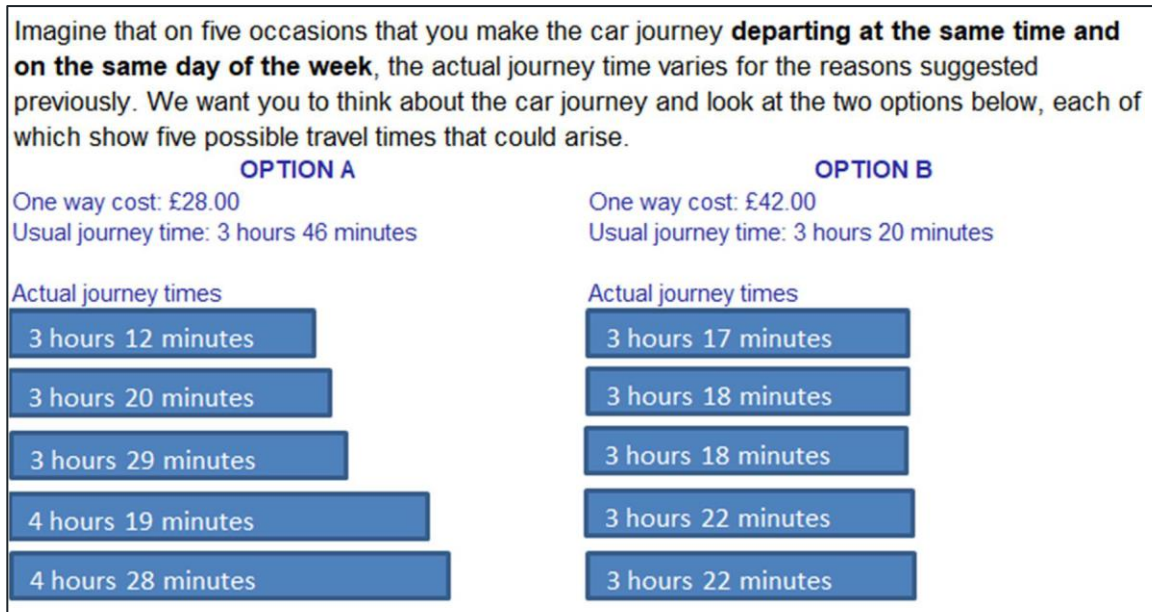 Imagine that on five occasions that you make the car journey departing at the same time and
on the same day of the week, the actual journey time varies for the reasons suggested
previously. We want you to think about the car journey and look at the two options below, each of
which show five possible travel times that could arise.
OPTION A
One way cost: £28.00
Usual journey time: 3 hours 46 minutes
Actual journey times
3 hours 12 minutes
3 hours 20 minutes
3 hours 29 minutes
4 hours 19 minutes
4 hours 28 minutes
OPTION B
One way cost: £42.00
Usual journey time: 3 hours 20 minutes
Actual journey times
3 hours 17 minutes
3 hours 18 minutes
3 hours 18 minutes
3 hours 22 minutes
3 hours 22 minutes